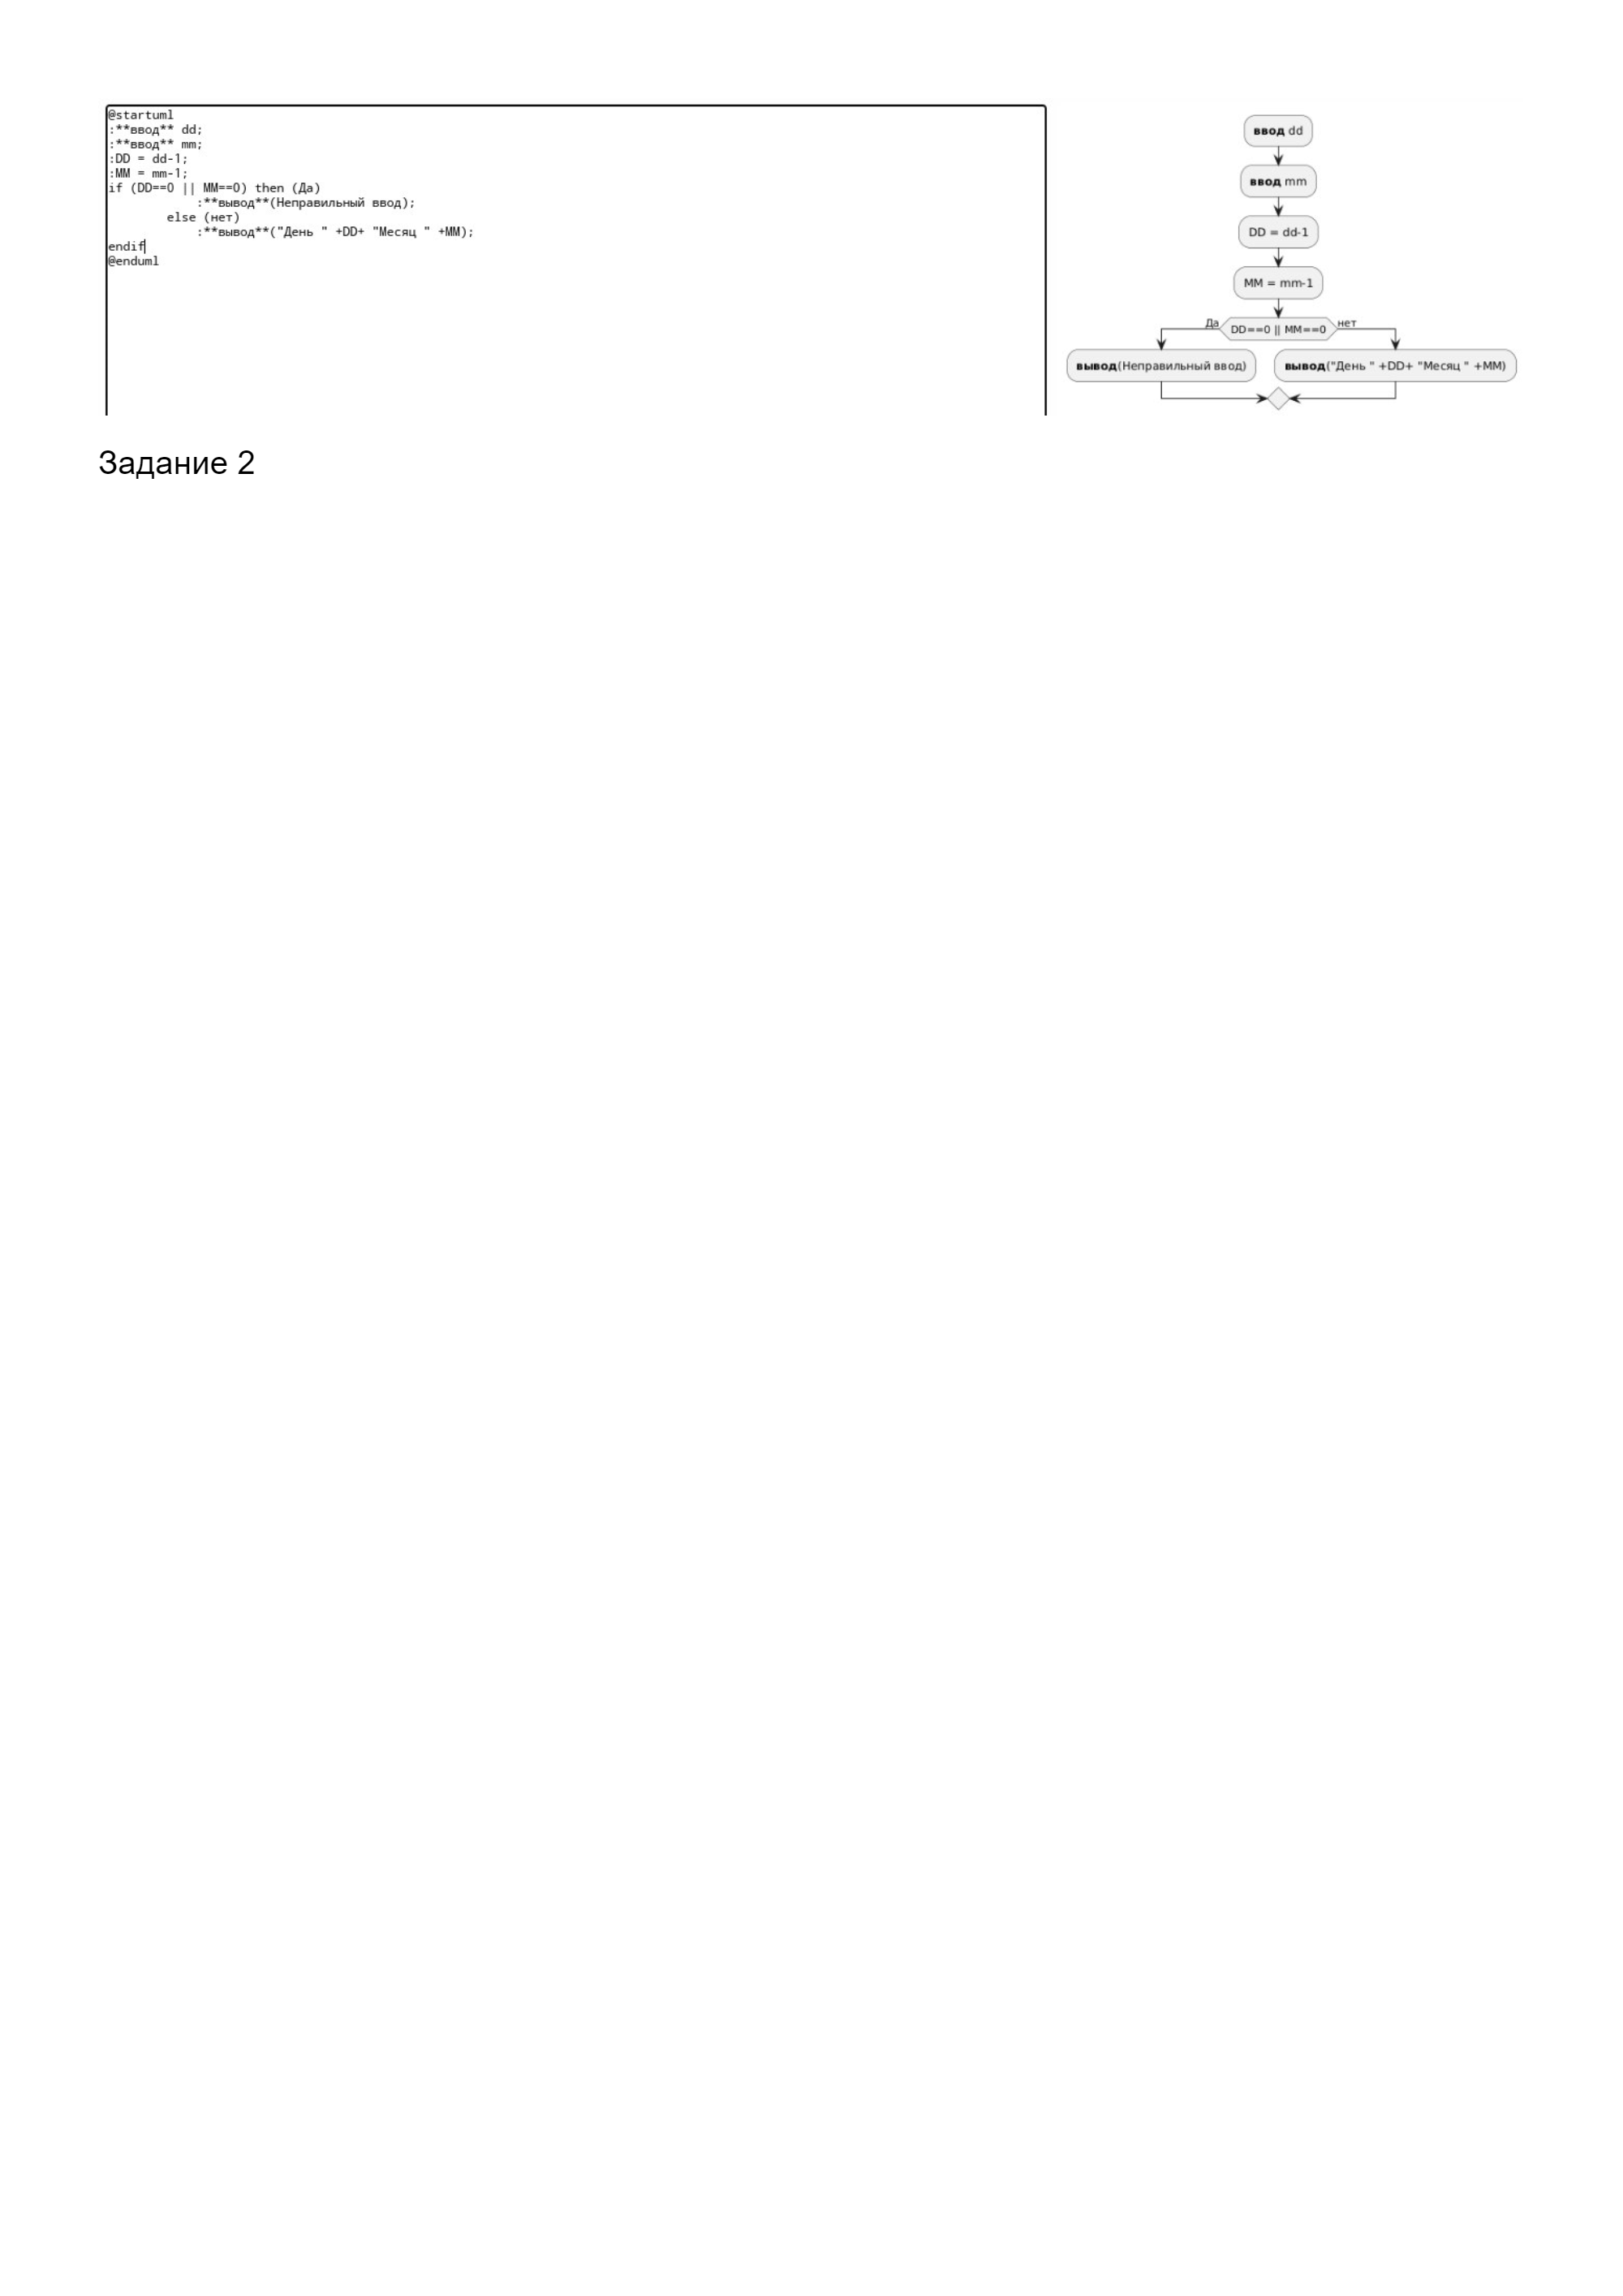 @startuml
:**ввод** dd;
:**ввод** mm;
:DD = dd-1;
:MM = mm-1;
if (DD==0 || MM==0) then (Да)
:**вывод**(Неправильный ввод);
else (нет)
:**вывод**("День " +DD+ "Месяц " +MM);
endif
@enduml
ввод dd
ввод mm
DD = dd-1
MM = mm-1
Да
DD==0 || MM==0
нет
вывод(Неправильный ввод)
вывод("День " +DD+ "Месяц " +MM)
Задание 2